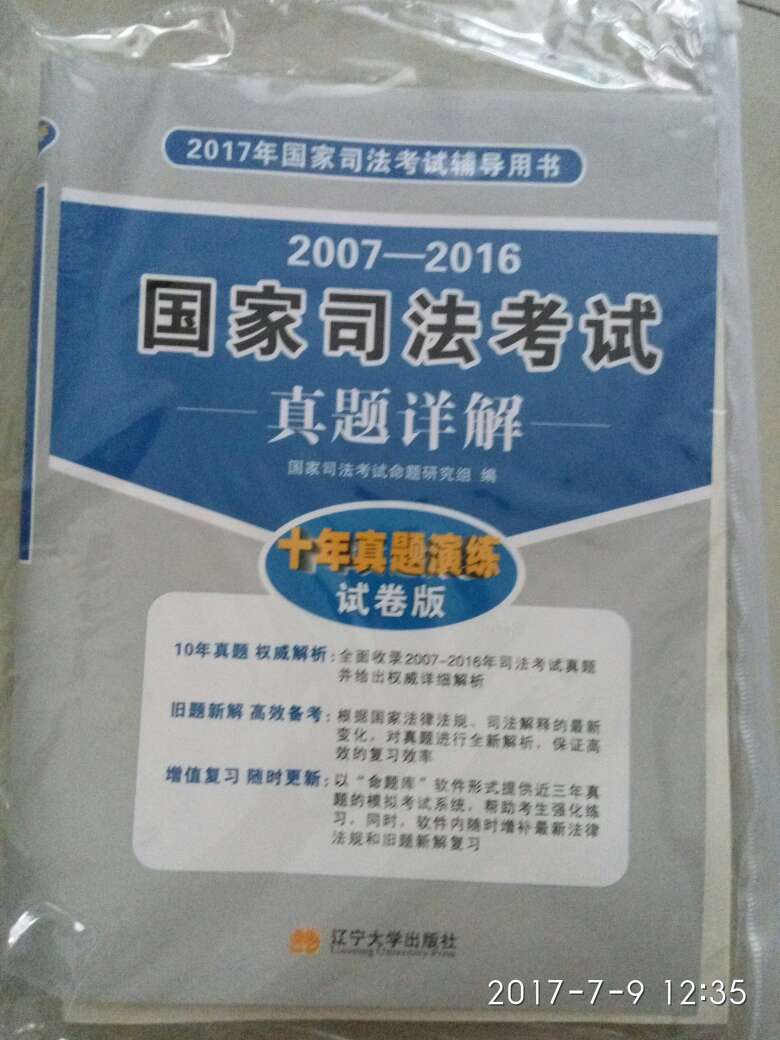 2017年国家司法考试辅导用书
2007—2016
国家司法考试
真题详解
国家司法考试命题研究组 编
十年真题演练
试卷版
10年真题 权威解析：全面收录2007-2016年司法考试真题
并给出权威详细解析
旧题新解 高效备考：根据国家法律法规、司法解释的最新
变化，对真题进行全新解析，保证高
效的复习效率
增值复习 随时更新：以“命题库”软件形式提供近三年真
题的模拟考试系统，帮助考生强化练
习，同时，软件内随时增补最新法律
法规和旧题新解复习
辽宁大学出版社
Liaoning University Press
2017-7-9 12:35